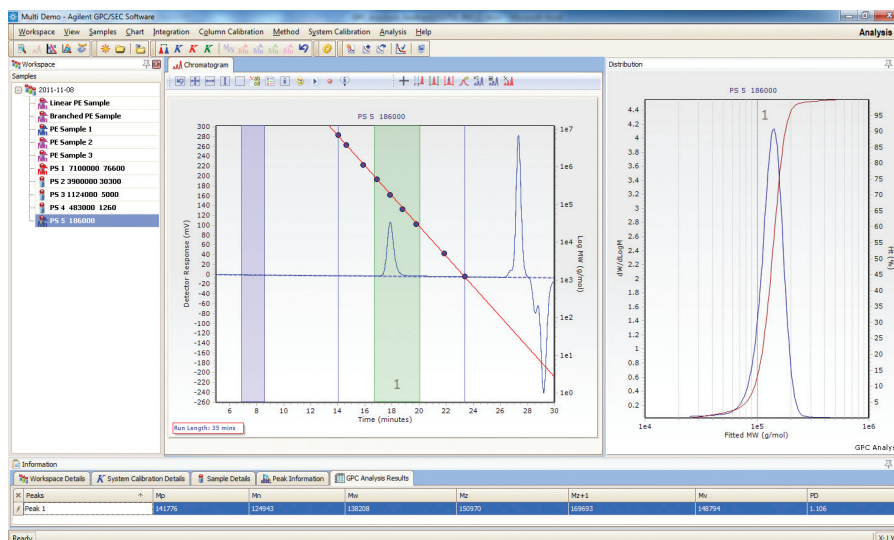 Multi Demo - Agilent GPC/SEC Software
Workspace View Samples Chart Integration Column Calibration Method System Calibration Analysis Help
Analysis
Workspace
Samples
2011-11-08
Linear PE Sample
Branched PE Sample
PE Sample 1
PE Sample 2
PE Sample 3
PS 1 7100000 76600
PS 2 3900000 30300
PS 3 1124000 5000
PS 4 483000 1260
PS 5 186000
Chromatogram
PS 5 186000
Detector Response (mV)
300
280
260
240
220
200
180
160
140
120
100
80
60
40
20
0
-20
-40
-60
-80
-100
-120
-140
-160
-180
-200
-220
-240
-260
6 8 10 12 14 16 18 20 22 24 26 28 30
Time (minutes)
1
1e7
1e6
1e5
1e4
1e3
1e2
1e1
1e0
Log MW (g/mol)
Run Length: 35 mins
Distribution
PS 5 186000
1
dW/dLogM
4.4
4.2
4
3.8
3.6
3.4
3.2
3
2.8
2.6
2.4
2.2
2
1.8
1.6
1.4
1.2
1
0.8
0.6
0.4
0.2
95
90
85
80
75
70
65
60
55
50
45
40
35
30
25
20
15
10
5
Ht (%)
1e4 1e5 1e6
Fitted MW (g/mol)
GPC Analys
Information
Workspace Details System Calibration Details Sample Details Peak Information GPC Analysis Results
Peaks Mp Mn Mw Mz Mz+1 Mv PD
Peak 1 141776 124943 138208 150970 169693 148794 1.106
Ready